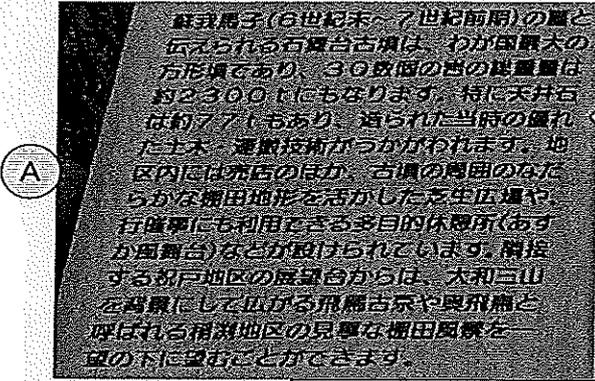 蘇我馬子(6世紀末～7世紀前期)の墓と
伝えられる石舞台古墳は、わが国最大の
方形墳であり、30数個の岩の総重量は
約2300tにもなります。特に天井石
は約77tもあり、造られた当時の優れ
た土木・運搬技術がうかがわれます。地
区内には売店のほか、古墳の周囲のなだ
らかな棚田地形を活かした芝生広場や、
行催事にも利用できる多目的休憩所(あす
か風舞台)などが設けられています。隣接
する祝戸地区の展望台からは、大和三山
を背景にして広がる飛鳥古京や奥飛鳥と
呼ばれる稲渕地区の見事な棚田風景を一
望の下に望むことができます。
A